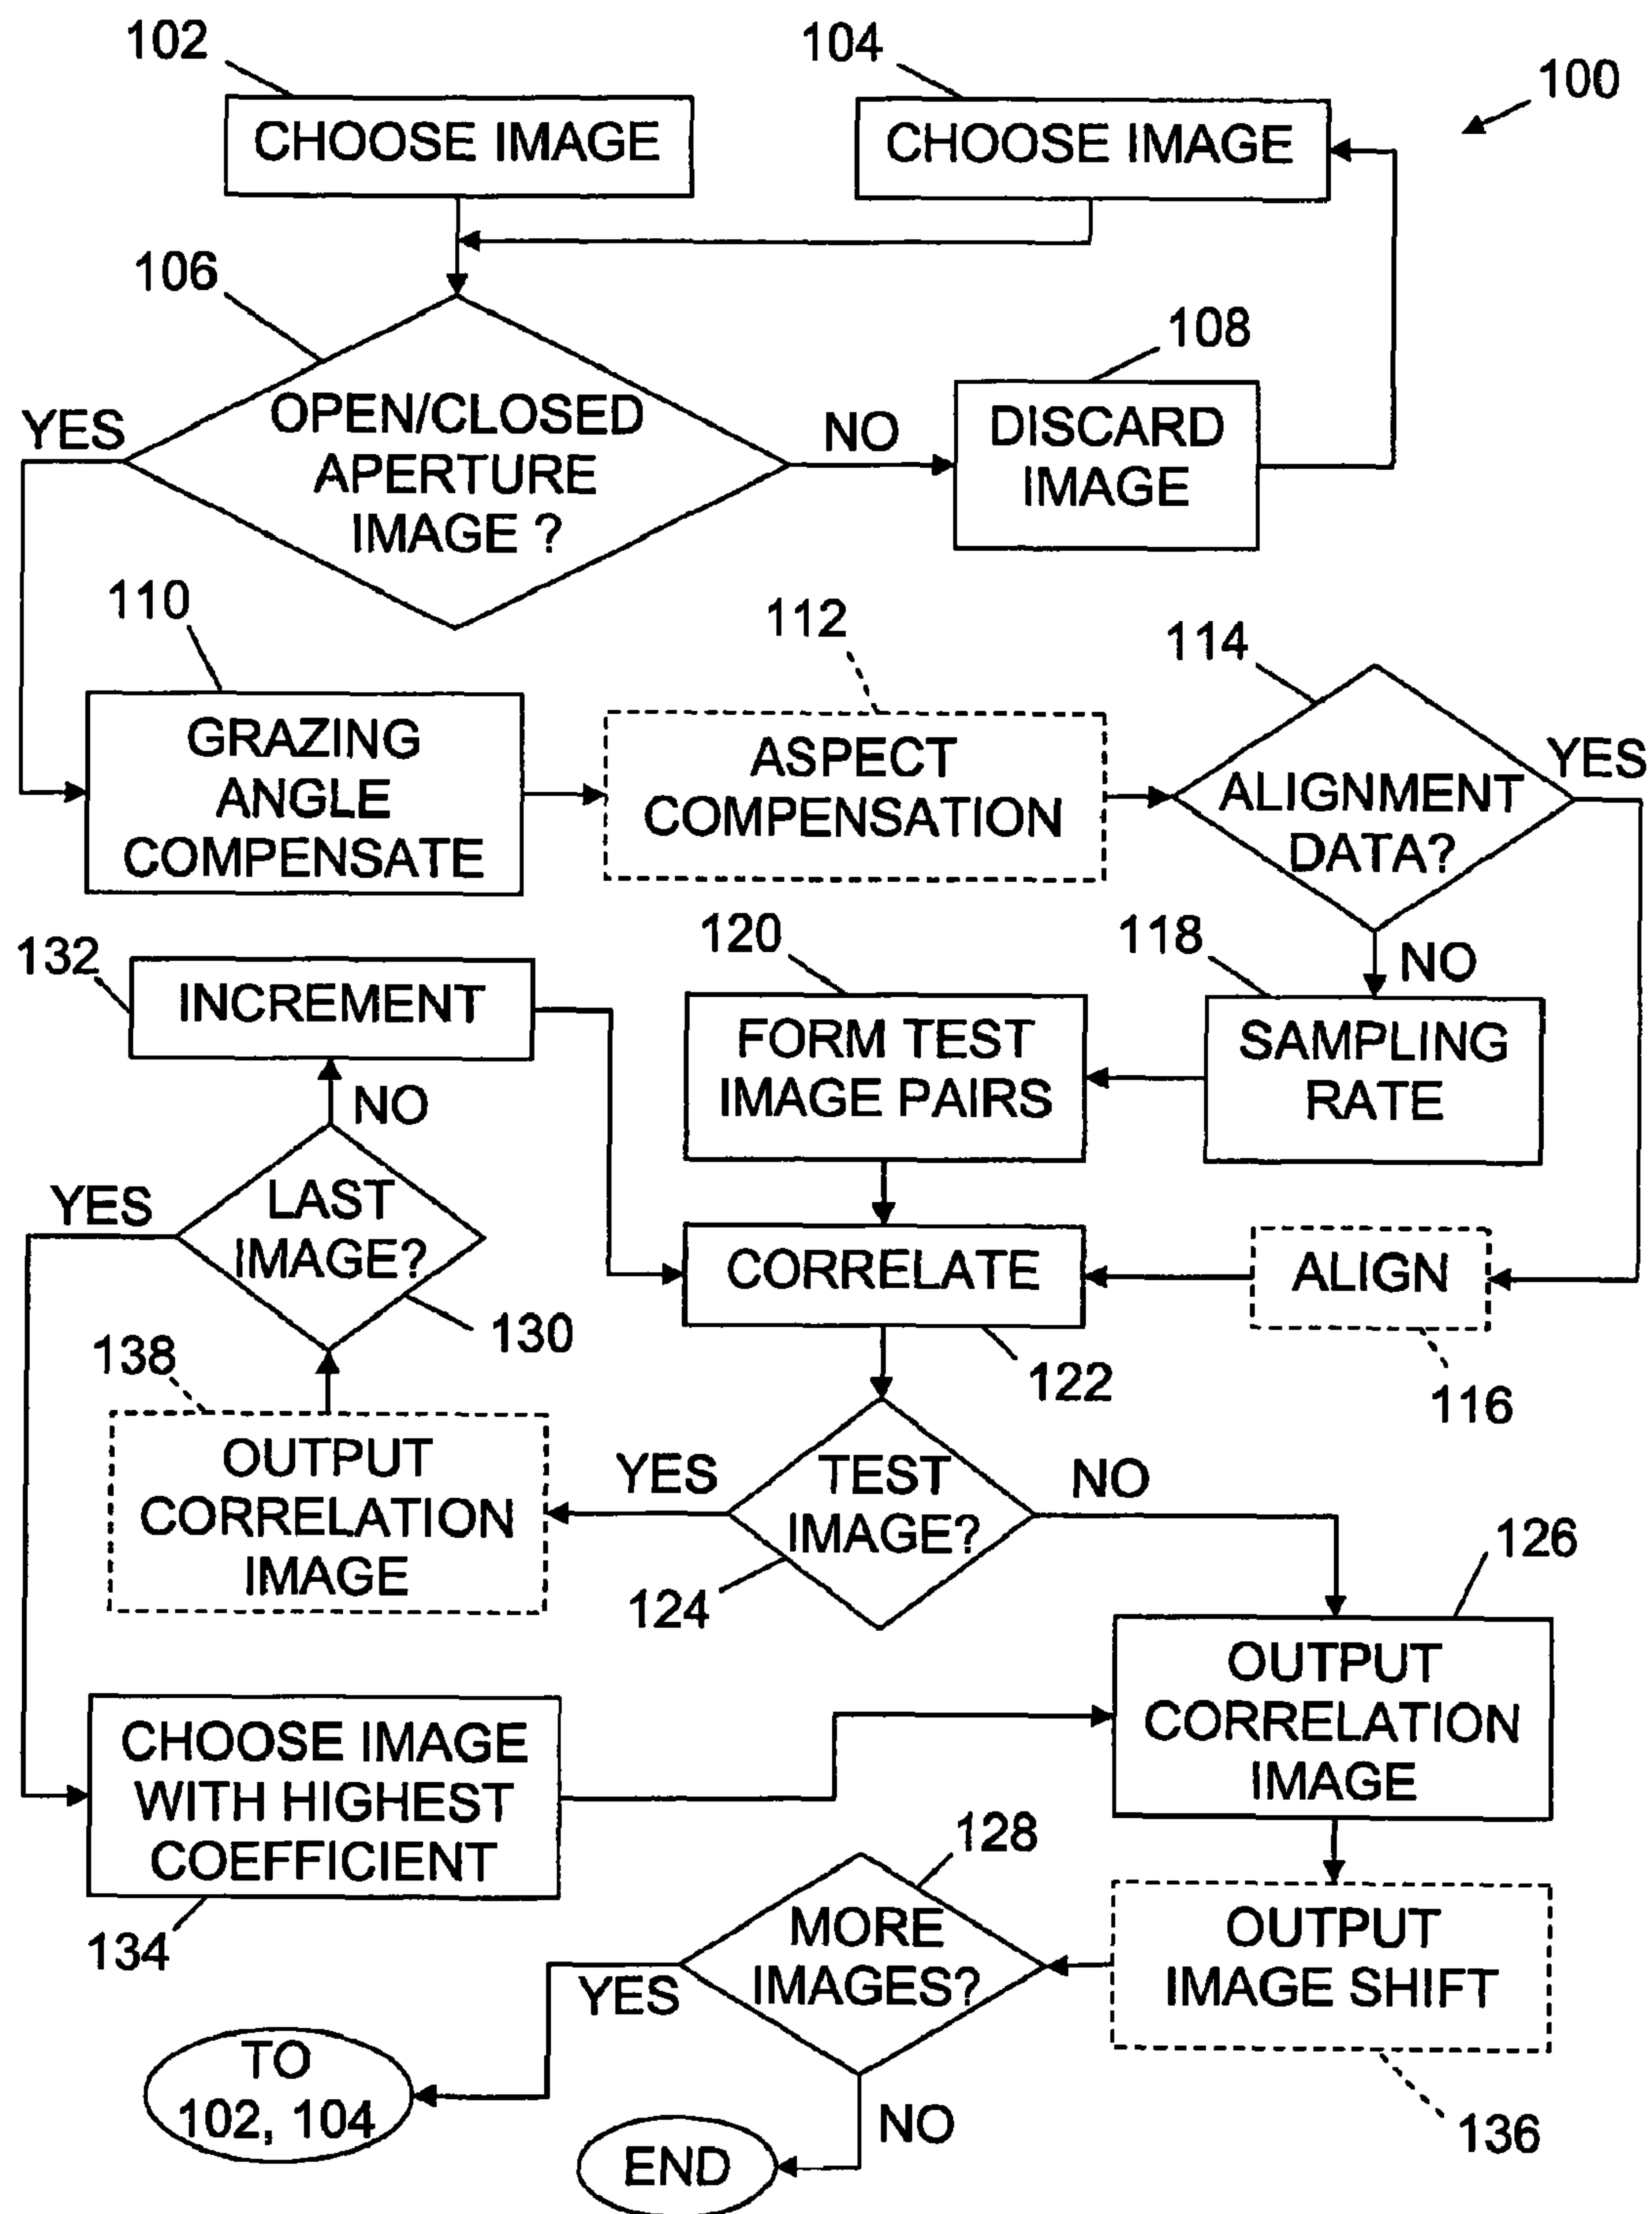 102
104
100
CHOOSE IMAGE
CHOOSE IMAGE
106
108
YES
OPEN/CLOSED
APERTURE
IMAGE ?
NO
DISCARD
IMAGE
110
112
114
GRAZING
ANGLE
COMPENSATE
ASPECT
COMPENSATION
ALIGNMENT
DATA?
YES
NO
132
INCREMENT
120
118
FORM TEST
IMAGE PAIRS
SAMPLING
RATE
NO
YES
LAST
IMAGE?
130
CORRELATE
122
ALIGN
116
138
OUTPUT
CORRELATION
IMAGE
YES
TEST
IMAGE?
NO
124
126
OUTPUT
CORRELATION
IMAGE
CHOOSE IMAGE
WITH HIGHEST
COEFFICIENT
134
128
MORE
IMAGES?
YES
OUTPUT
IMAGE SHIFT
136
TO
102, 104
NO
END